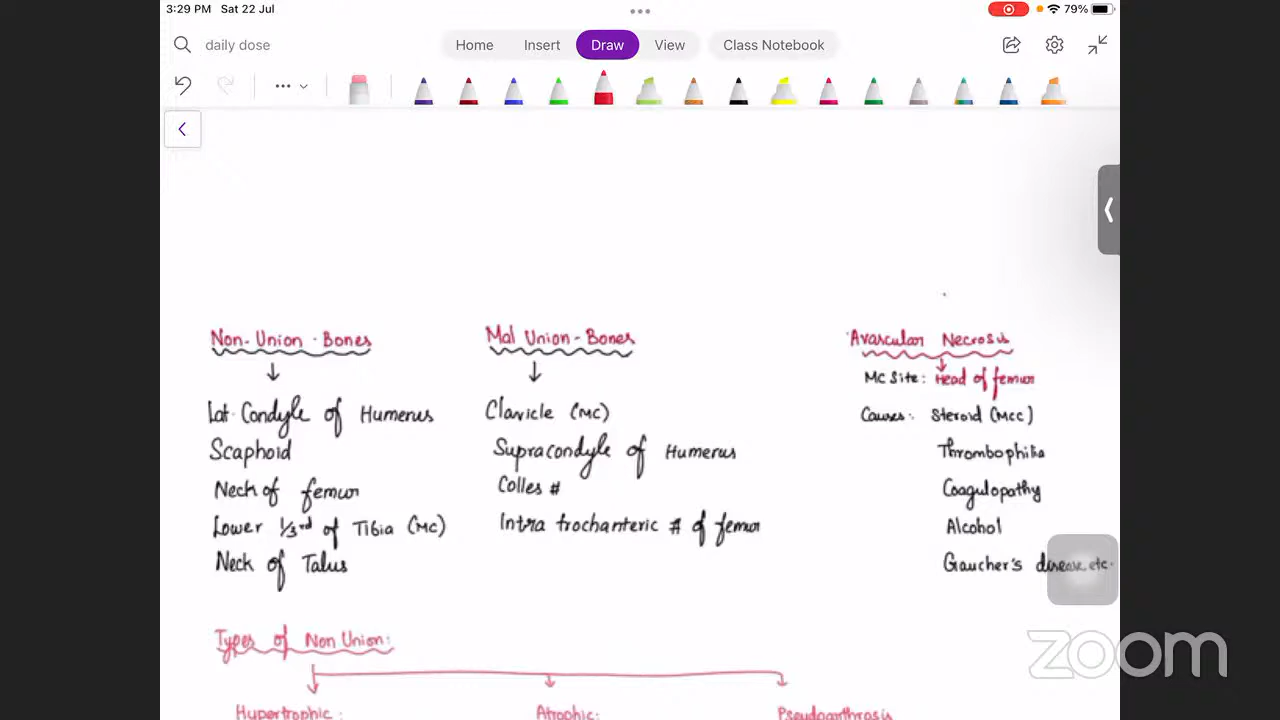 3:29 PM Sat 22 Jul
79%
daily dose
Home Insert Draw View Class Notebook
Non-Union-Bones
Lat. Condyle of Humerus
Scaphoid
Neck of femur
Lower 1/3rd of Tibia (MC)
Neck of Talus
Mal Union-Bones
Clavicle (MC)
Supracondyle of Humerus
Colles #
Intra trochanteric # of femur
Avascular Necrosis
MC Site: Head of femur
Causes: Steroid (MCC)
Thrombophilia
Coagulopathy
Alcohol
Gaucher's disease etc.
Types of Non Union:
Hypertrophic: Atrophic: Pseudoarthrosis
zoom